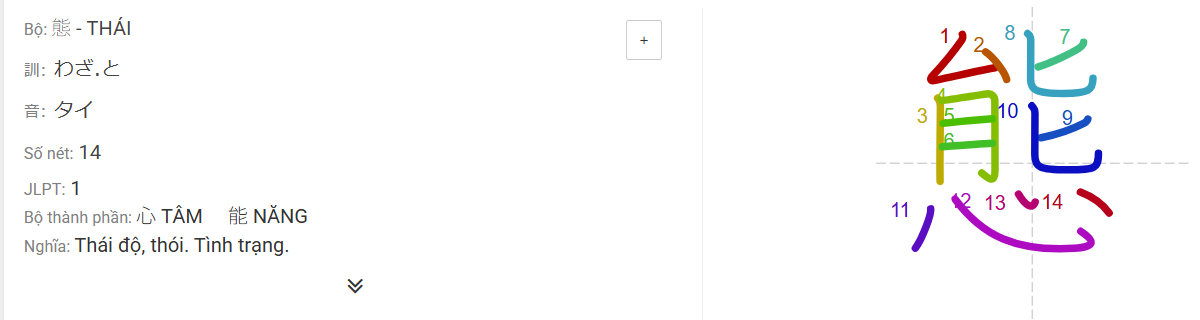 Bộ: 態 - THÁI
+
訓: わざ.と
音: タイ
Số nét: 14
JLPT: 1
Bộ thành phần: 心 TÂM 能 NĂNG
Nghĩa: Thái độ, thói. Tình trạng.
態
1
2
8
7
4
3
5
10
9
6
11
12
13
14